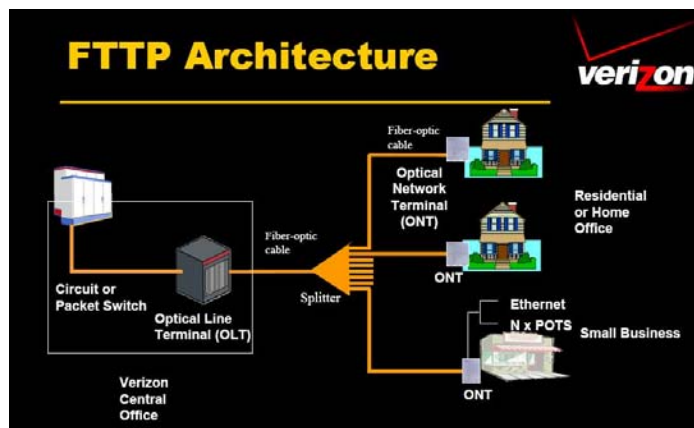 FTTP Architecture
verizon
Fiber-optic
cable
Optical
Network
Terminal
(ONT)
Residential
or Home
Office
Fiber-optic
cable
ONT
Circuit or
Packet Switch
Splitter
Optical Line
Terminal (OLT)
Ethernet
N x POTS
Small Business
ONT
Verizon
Central
Office